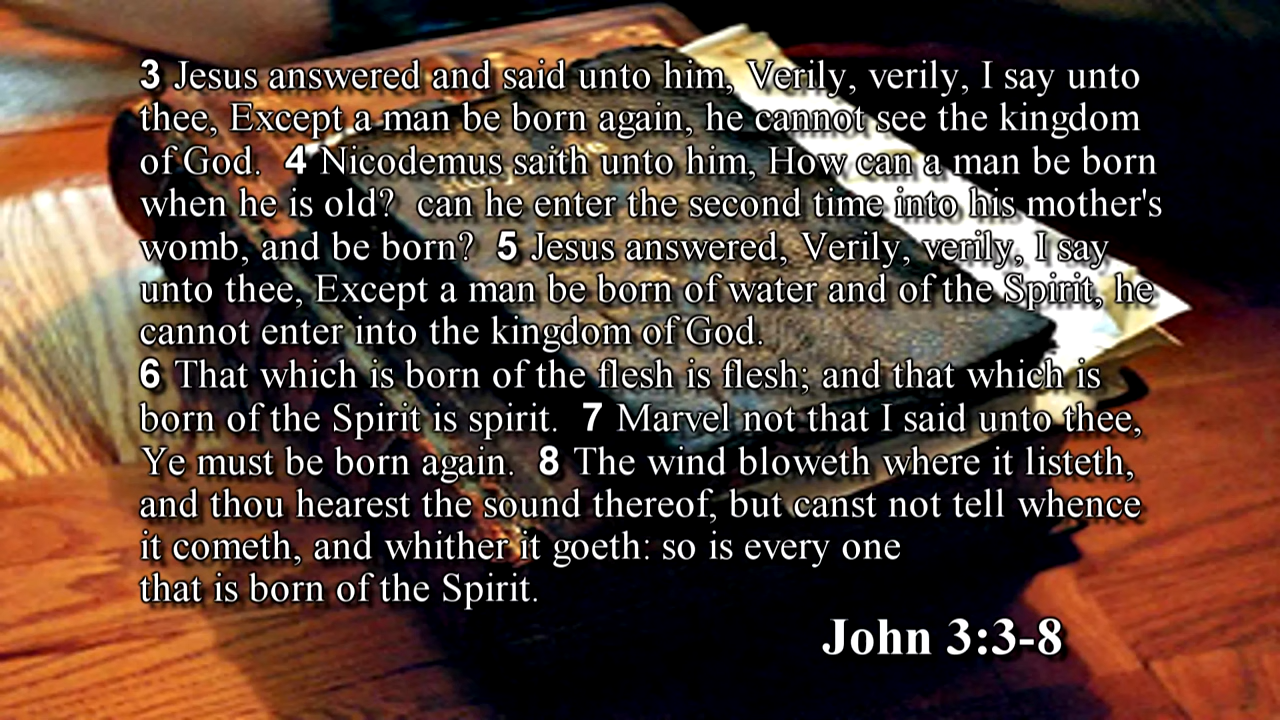 3 Jesus answered and said unto him, Verily, verily, I say unto
thee, Except a man be born again, he cannot see the kingdom
of God.  4 Nicodemus saith unto him, How can a man be born
when he is old?  can he enter the second time into his mother's
womb, and be born?  5 Jesus answered, Verily, verily, I say
unto thee, Except a man be born of water and of the Spirit, he
cannot enter into the kingdom of God.
6 That which is born of the flesh is flesh; and that which is
born of the Spirit is spirit.  7 Marvel not that I said unto thee,
Ye must be born again.  8 The wind bloweth where it listeth,
and thou hearest the sound thereof, but canst not tell whence
it cometh, and whither it goeth: so is every one
that is born of the Spirit.
John 3:3-8